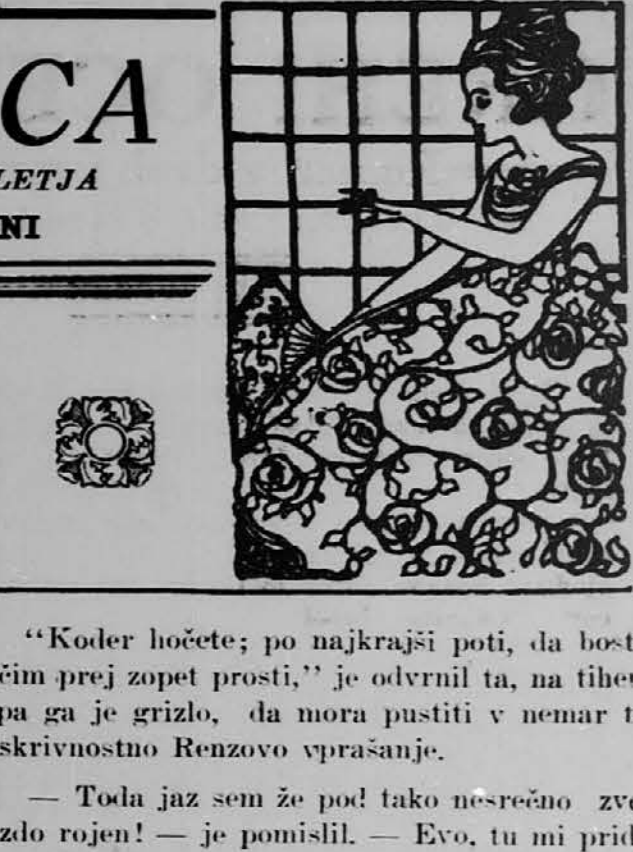 CA
LETJA
NI
“Koder hočete; po najkrajši poti, da bost
čim prej zopet prosti,” je odvrnil ta, na tihe
pa ga je grizlo, da mora pustiti v nemar t
skrivnostno Renzovo vprašanje.
— Toda jaz sem že pod tako nesrečno zve
zdo rojen! — je pomislil. — Evo, tu mi prid